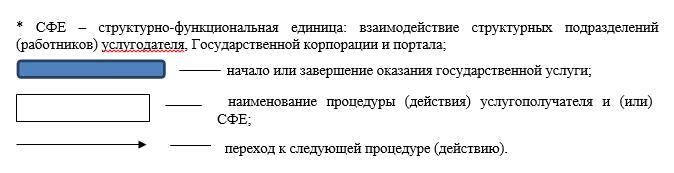 * СФЕ – структурно-функциональная единица: взаимодействие структурных подразделений
(работников) услугодателя, Государственной корпорации и портала;
начало или завершение оказания государственной услуги;
наименование процедуры (действия) услугополучателя и (или)
СФЕ;
переход к следующей процедуре (действию).